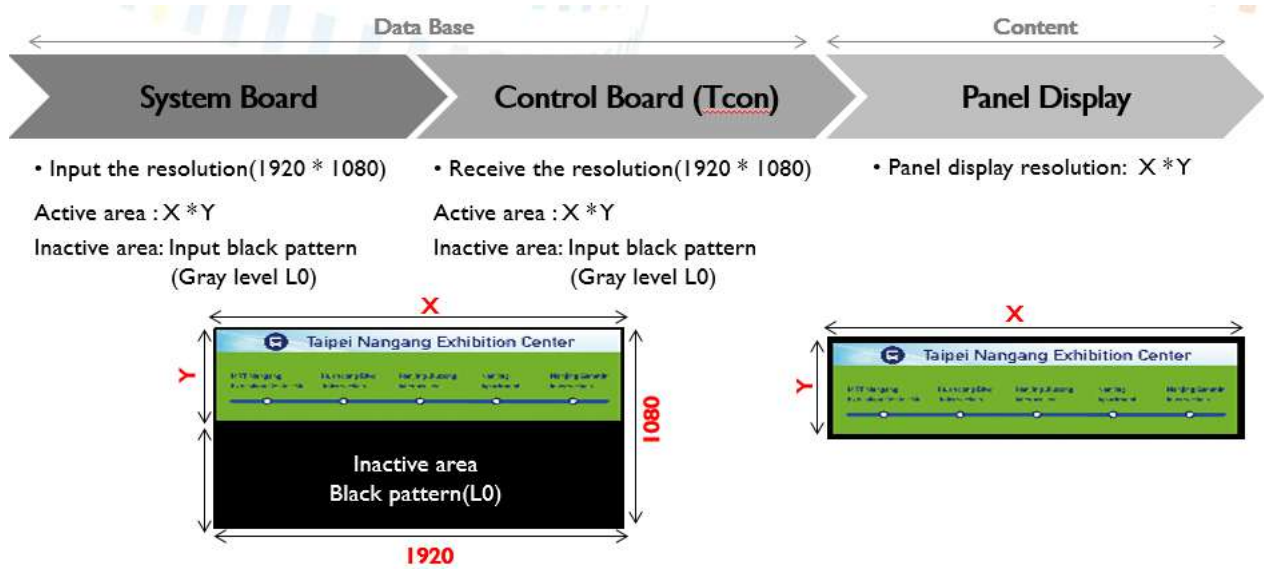 Data Base
Content
System Board
Control Board (Tcon)
Panel Display
• Input the resolution(1920 * 1080)
Active area : X * Y
Inactive area: Input black pattern
(Gray level L0)
• Receive the resolution(1920 * 1080)
Active area : X * Y
Inactive area: Input black pattern
(Gray level L0)
• Panel display resolution: X * Y
X
Y
Taipei Nangang Exhibition Center
Inactive area
Black pattern(L0)
1080
1920
X
Y
Taipei Nangang Exhibition Center